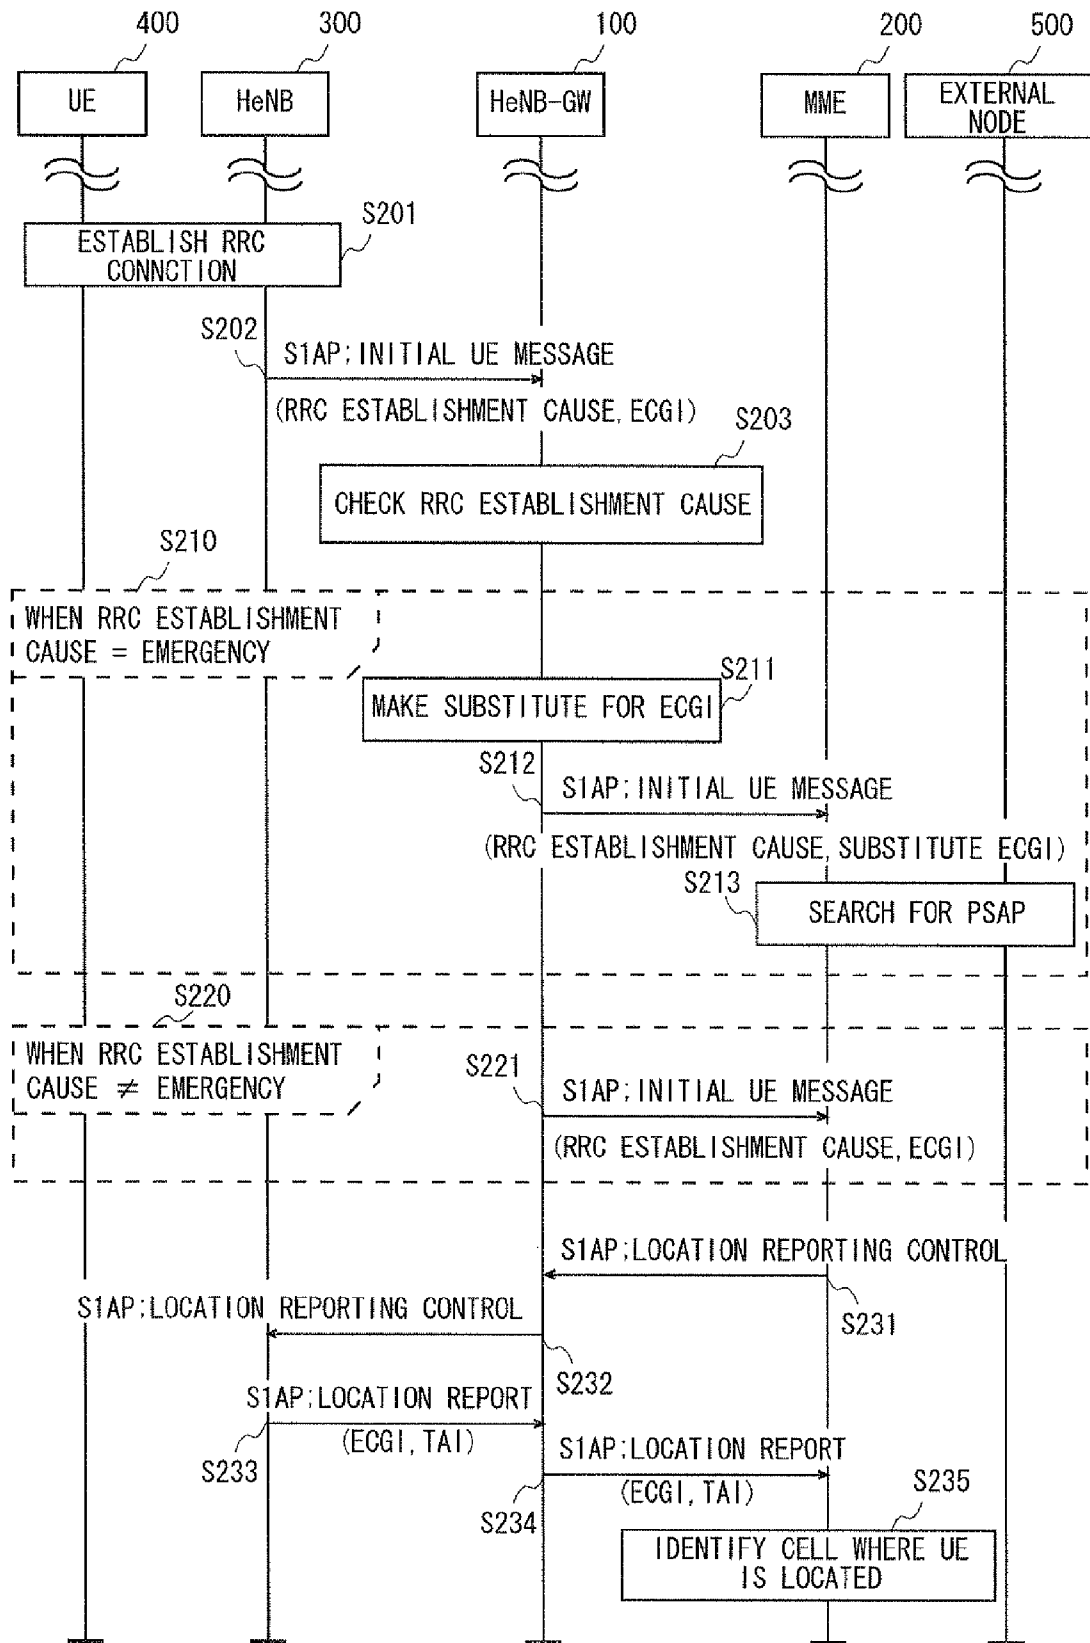 400
300
100
200
500
UE
HeNB
HeNB-GW
MME
EXTERNAL
NODE
S201
ESTABLISH RRC
CONNCTION
S202
S1AP;INITIAL UE MESSAGE
(RRC ESTABLISHMENT CAUSE, ECGI)
S203
CHECK RRC ESTABLISHMENT CAUSE
S210
WHEN RRC ESTABLISHMENT
CAUSE = EMERGENCY
S211
MAKE SUBSTITUTE FOR ECGI
S212
S1AP;INITIAL UE MESSAGE
(RRC ESTABLISHMENT CAUSE, SUBSTITUTE ECGI)
S213
SEARCH FOR PSAP
S220
WHEN RRC ESTABLISHMENT
CAUSE ≠ EMERGENCY
S221
S1AP;INITIAL UE MESSAGE
(RRC ESTABLISHMENT CAUSE, ECGI)
S1AP;LOCATION REPORTING CONTROL
S231
S1AP;LOCATION REPORTING CONTROL
S232
S1AP;LOCATION REPORT
(ECGI, TAI)
S233
S1AP;LOCATION REPORT
(ECGI, TAI)
S234
S235
IDENTIFY CELL WHERE UE
IS LOCATED